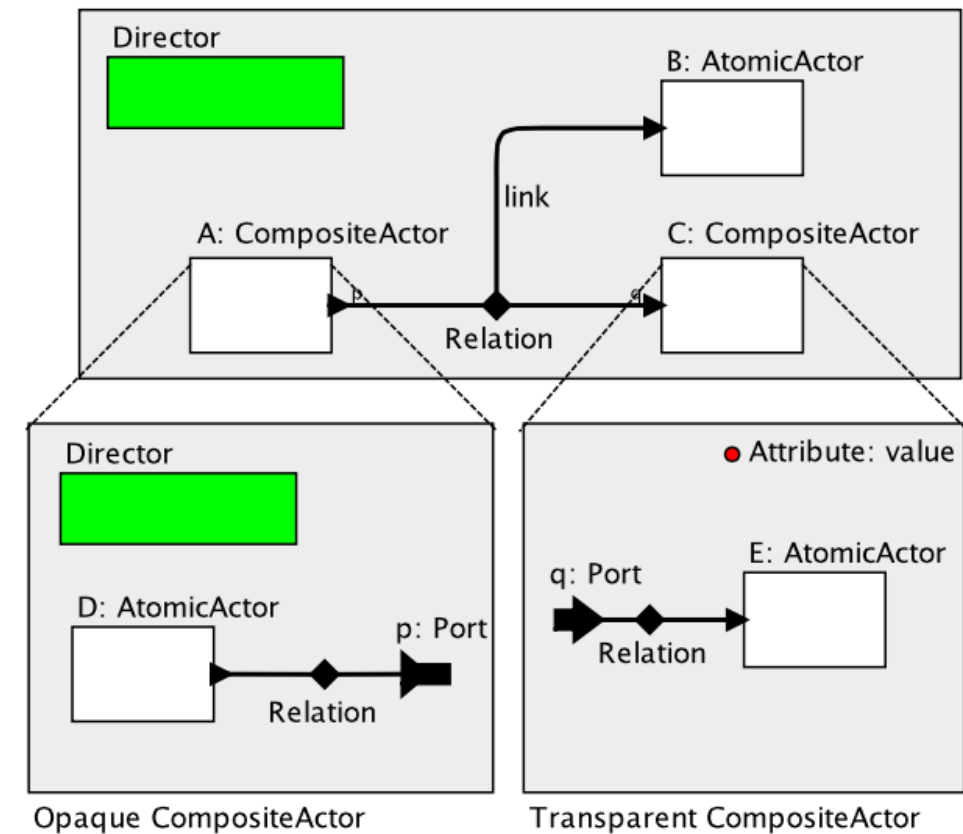 Director
B: AtomicActor
link
A: CompositeActor
C: CompositeActor
p
q
Relation
Director
Attribute: value
D: AtomicActor
p: Port
Relation
q: Port
E: AtomicActor
Relation
Opaque CompositeActor
Transparent CompositeActor